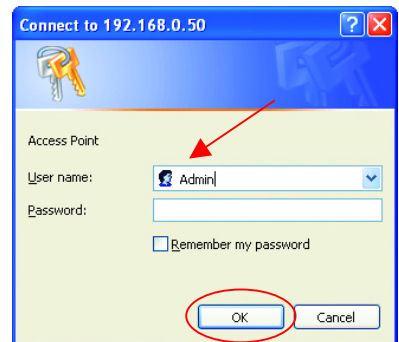 Connect to 192.168.0.50
Access Point
User name:
Admin
Password:
Remember my password
OK
Cancel